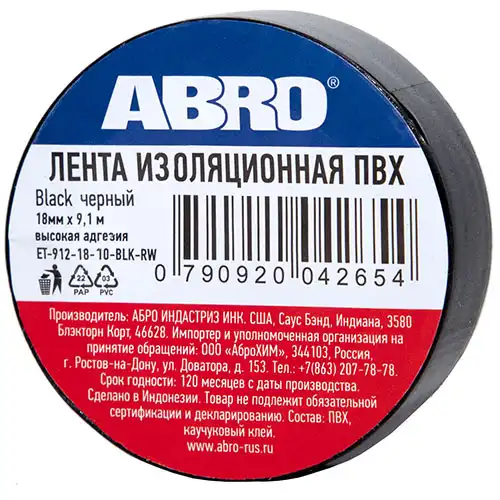 ABRO®
ЛЕНТА ИЗОЛЯЦИОННАЯ ПВХ
Black черный
18мм x 9,1 м
высокая адгезия
ET-912-18-10-BLK-RW
22 PAP 03 PVC
0 790920 042654
Производитель: АБРО ИНДАСТРИЗ ИНК. США, Саус Бэнд, Индиана, 3580
Блэкторн Корт, 46628. Импортер и уполномоченная организация на
принятие обращений: ООО «АброХИМ», 344103, Россия,
г. Ростов-на-Дону, ул. Доватора, д. 153. Тел.: +7(863) 207-78-78.
Срок годности: 120 месяцев с даты производства.
Сделано в Индонезии. Товар не подлежит обязательной
сертификации и декларированию. Состав: ПВХ,
каучуковый клей.
www.abro-rus.ru